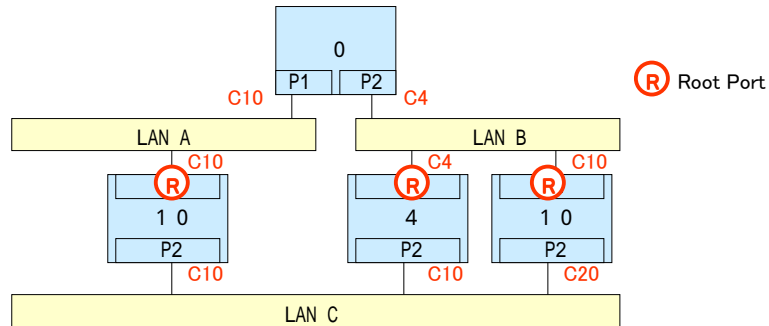 0
P1 P2
R Root Port
C10 C4
LAN A LAN B
C10 C4 C10
R R R
1 0 4 1 0
P2 P2 P2
C10 C10 C20
LAN C